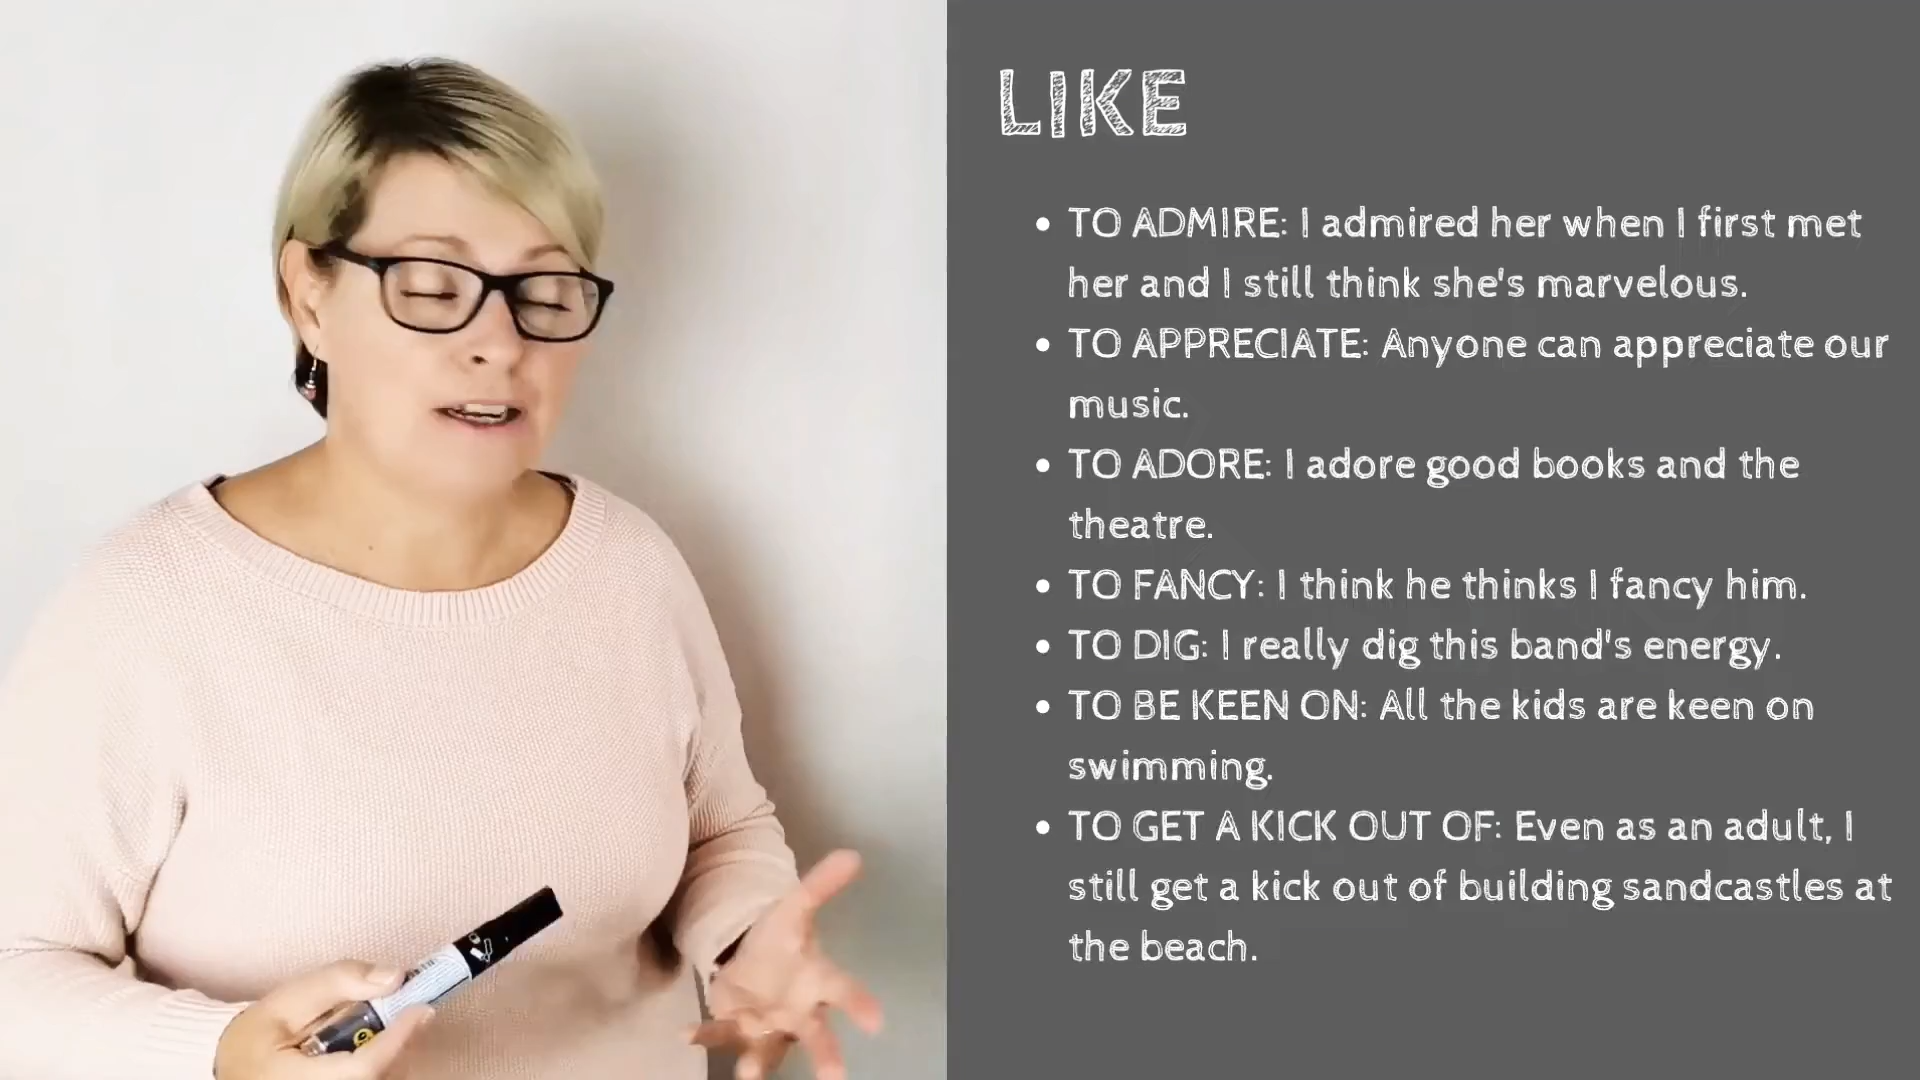 LIKE
• TO ADMIRE: I admired her when I first met
her and I still think she's marvelous.
• TO APPRECIATE: Anyone can appreciate our
music.
• TO ADORE: I adore good books and the
theatre.
• TO FANCY: I think he thinks I fancy him.
• TO DIG: I really dig this band's energy.
• TO BE KEEN ON: All the kids are keen on
swimming.
• TO GET A KICK OUT OF: Even as an adult, I
still get a kick out of building sandcastles at
the beach.